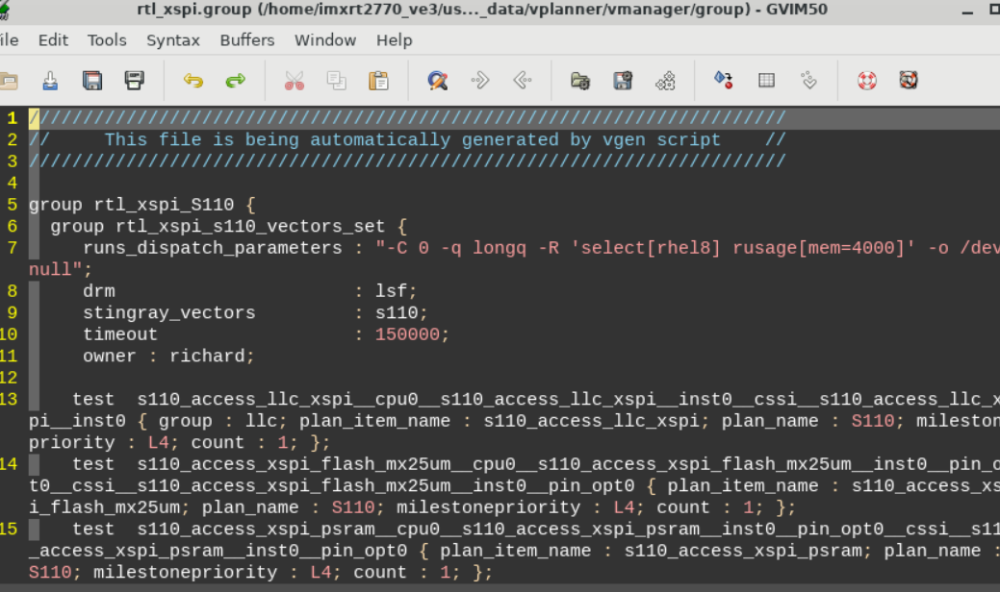 rtl_xspi.group (/home/imxrt2770_ve3/us..._data/vplanner/vmanager/group) - GVIM50
ile Edit Tools Syntax Buffers Window Help
1 //////////////////////////////////////////////////////////////////////
2 // This file is being automatically generated by vgen script //
3 //////////////////////////////////////////////////////////////////////
4
5 group rtl_xspi_S110 {
6 group rtl_xspi_s110_vectors_set {
7 runs_dispatch_parameters : "-C 0 -q longq -R 'select[rhel8] rusage[mem=4000]' -o /dev
null";
8 drm : lsf;
9 stingray_vectors : s110;
10 timeout : 150000;
11 owner : richard;
12
13 test s110_access_llc_xspi__cpu0__s110_access_llc_xspi__inst0__cssi__s110_access_llc_x
pi__inst0 { group : llc; plan_item_name : s110_access_llc_xspi; plan_name : S110; mileston
priority : L4; count : 1; };
14 test s110_access_xspi_flash_mx25um__cpu0__s110_access_xspi_flash_mx25um__inst0__pin_o
t0__cssi__s110_access_xspi_flash_mx25um__inst0__pin_opt0 { plan_item_name : s110_access_xs
i_flash_mx25um; plan_name : S110; milestonepriority : L4; count : 1; };
15 test s110_access_xspi_psram__cpu0__s110_access_xspi_psram__inst0__pin_opt0__cssi__s11
_access_xspi_psram__inst0__pin_opt0 { plan_item_name : s110_access_xspi_psram; plan_name :
S110; milestonepriority : L4; count : 1; };